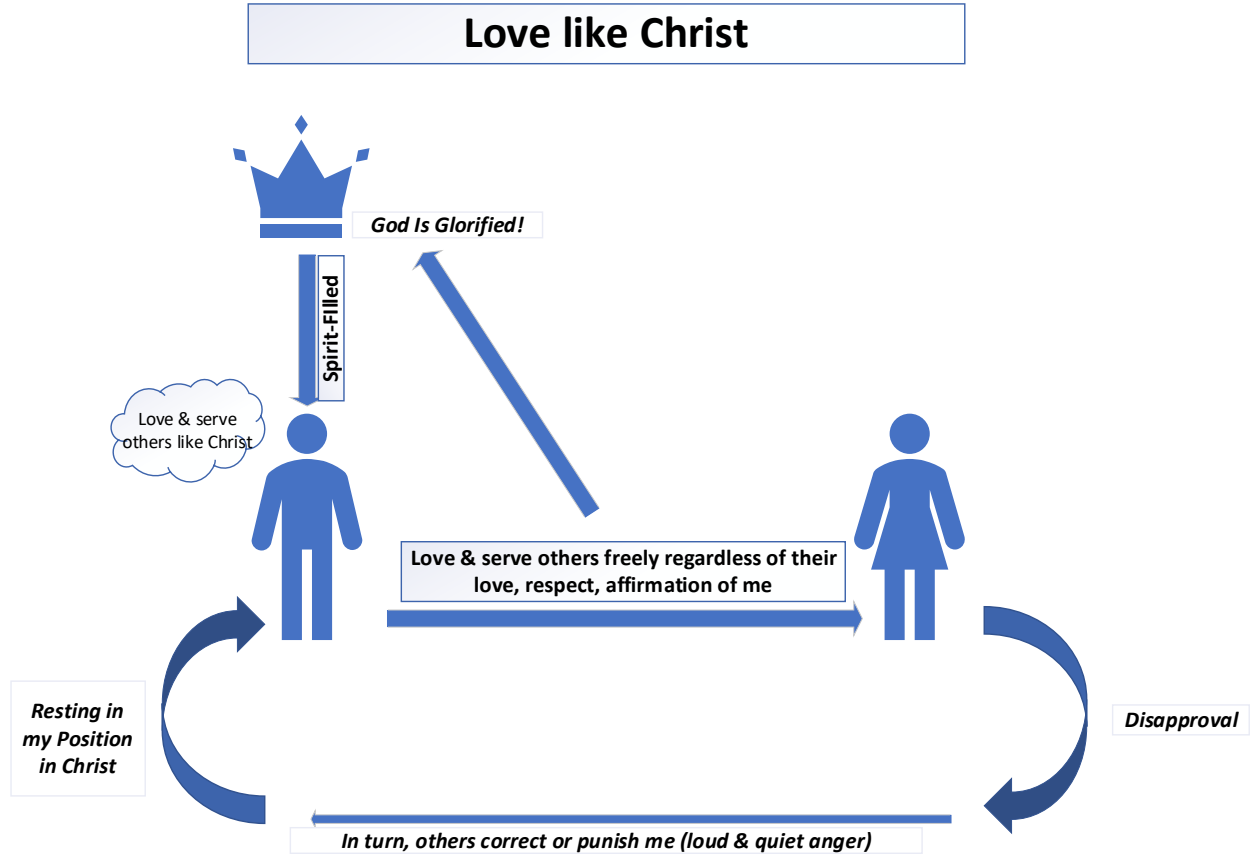 Love like Christ
God Is Glorified!
Spirit-FIlled
Love & serve
others like Christ
Love & serve others freely regardless of their
love, respect, affirmation of me
Resting in
my Position
in Christ
Disapproval
In turn, others correct or punish me (loud & quiet anger)